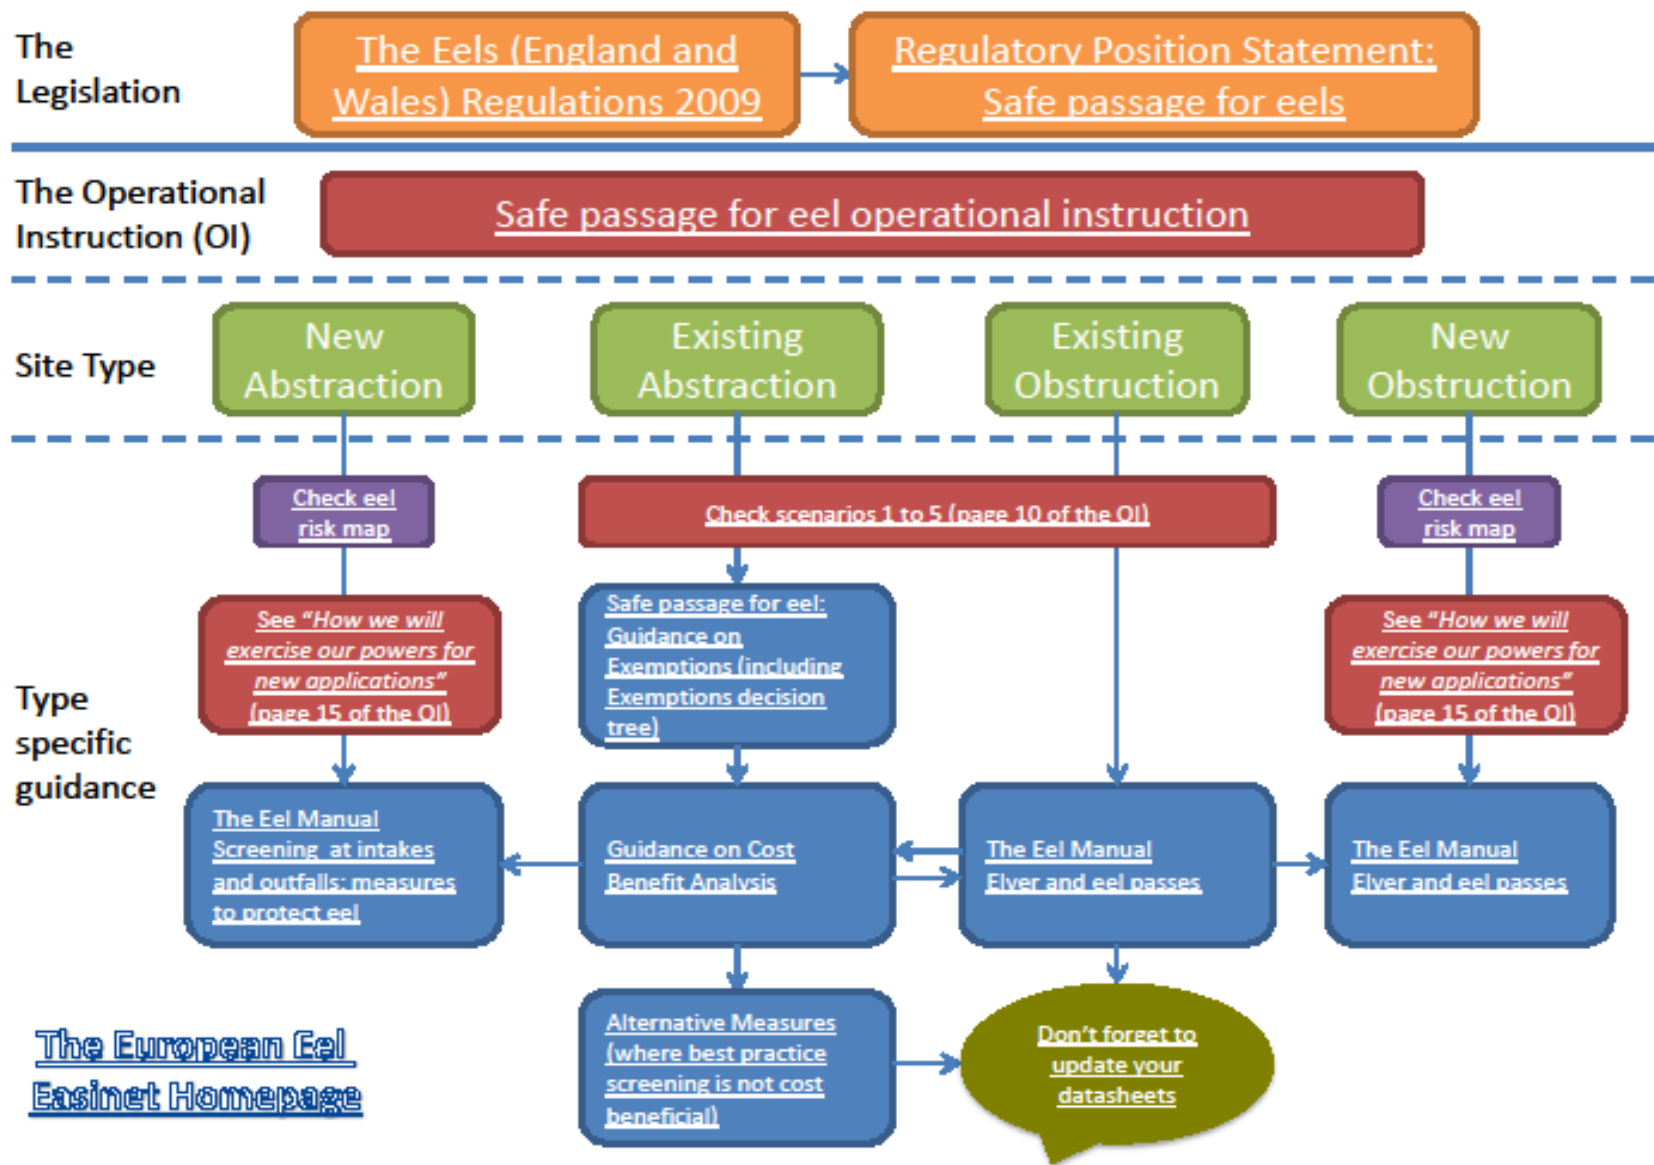 The
Legislation
The Eels (England and
Wales) Regulations 2009
Regulatory Position Statement:
Safe passage for eels
The Operational
Instruction (OI)
Safe passage for eel operational instruction
Site Type
New
Abstraction
Existing
Abstraction
Existing
Obstruction
New
Obstruction
Type
specific
guidance
Check eel
risk map
Check scenarios 1 to 5 (page 10 of the OI)
Check eel
risk map
See “How we will
exercise our powers for
new applications”
(page 15 of the OI)
Safe passage for eel:
Guidance on
Exemptions (including
Exemptions decision
tree)
See “How we will
exercise our powers for
new applications”
(page 15 of the OI)
The Eel Manual
Screening at intakes
and outfalls: measures
to protect eel
Guidance on Cost
Benefit Analysis
The Eel Manual
Elver and eel passes
The Eel Manual
Elver and eel passes
Alternative Measures
(where best practice
screening is not cost
beneficial)
Don’t forget to
update your
datasheets
The European Eel
Easinet Homepage